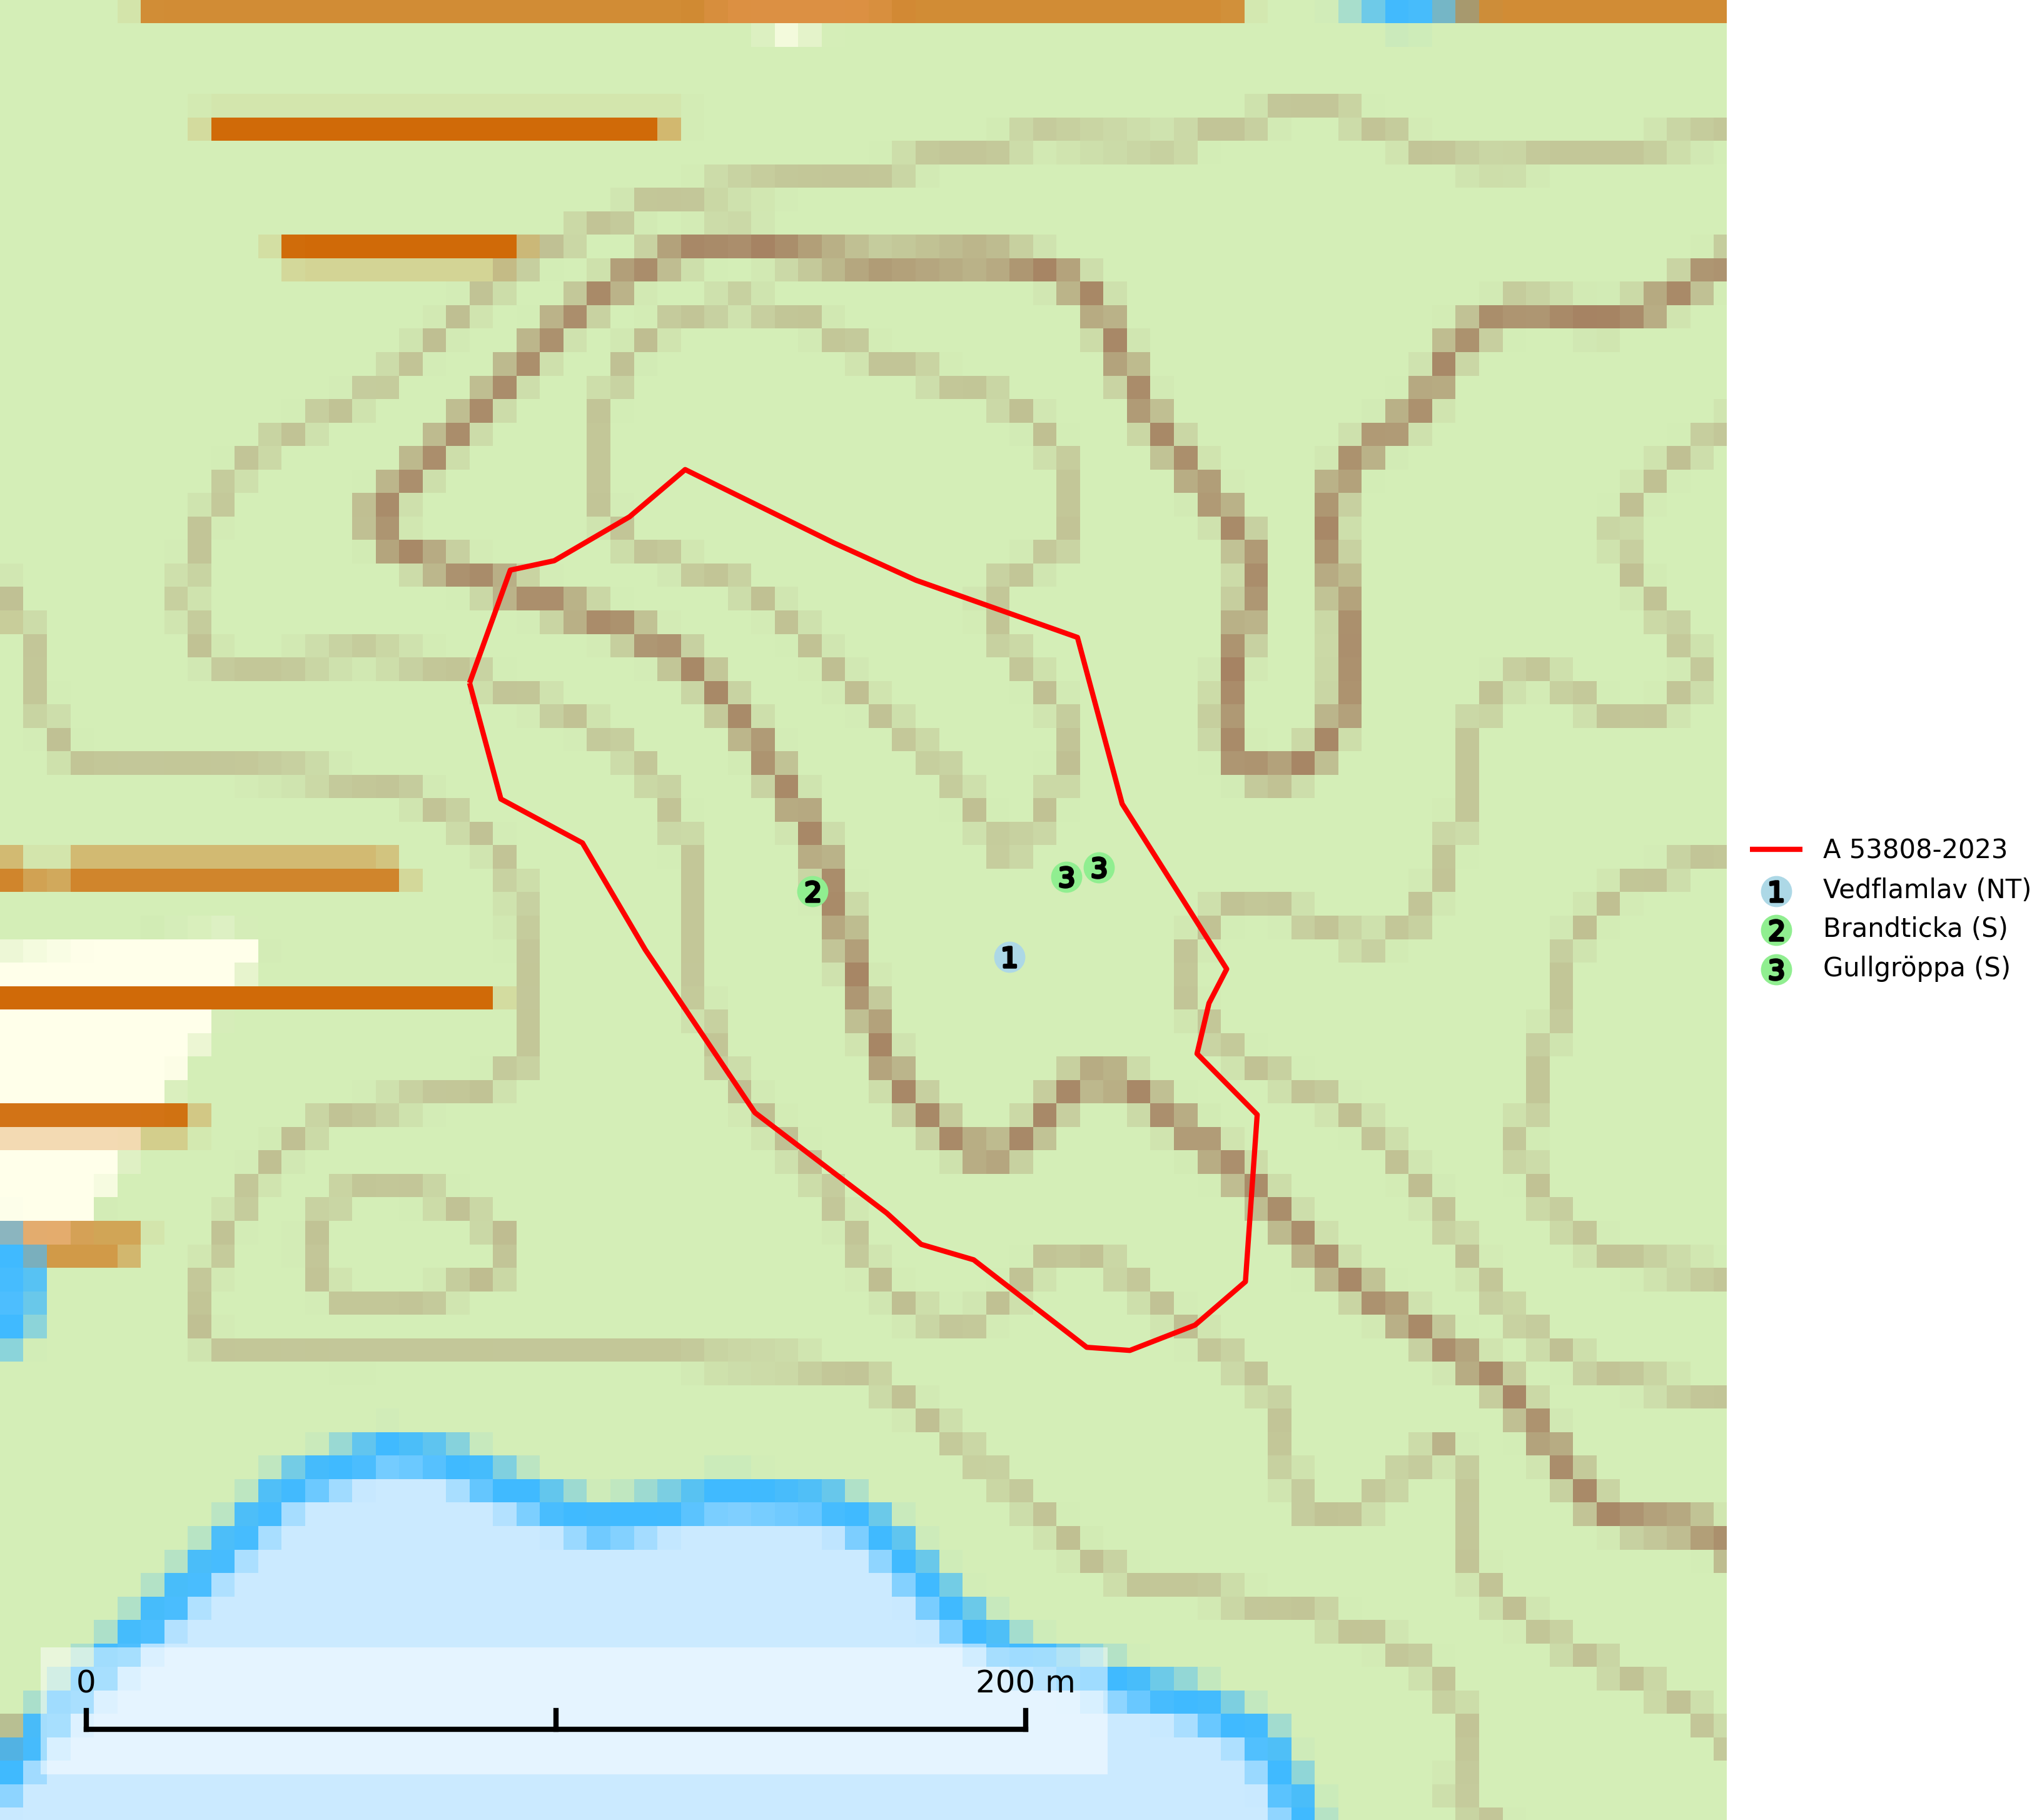 3
3
2
1
A 53808-2023
1 Vedflamlav (NT)
2 Brandticka (S)
3 Gullgröppa (S)
0 200 m